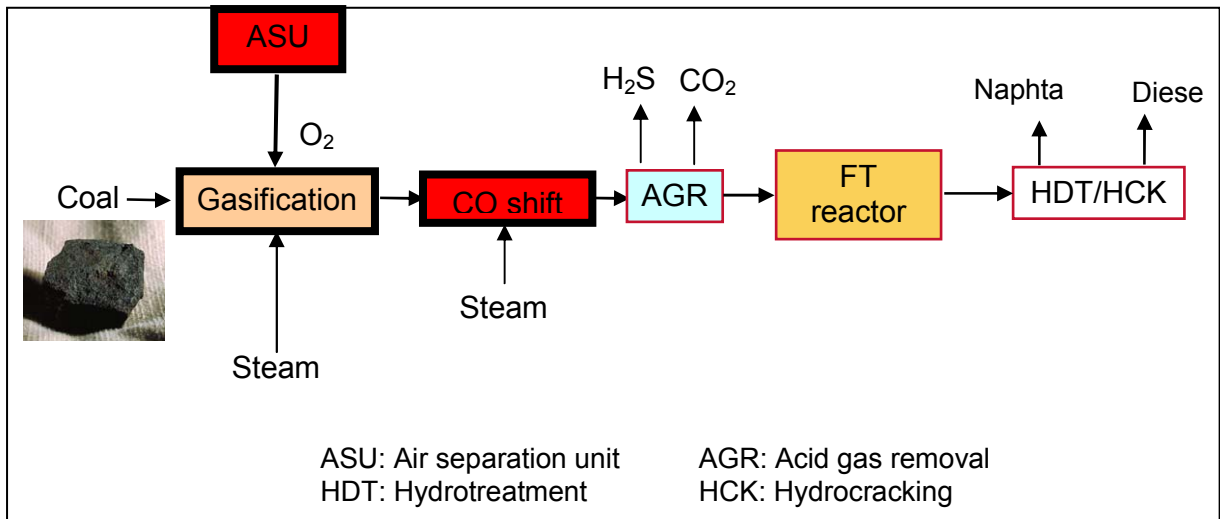 ASU
H₂S
CO₂
Naphta
Diese
O₂
Coal
Gasification
CO shift
AGR
FT
reactor
HDT/HCK
Steam
Steam
ASU: Air separation unit
AGR: Acid gas removal
HDT: Hydrotreatment
HCK: Hydrocracking